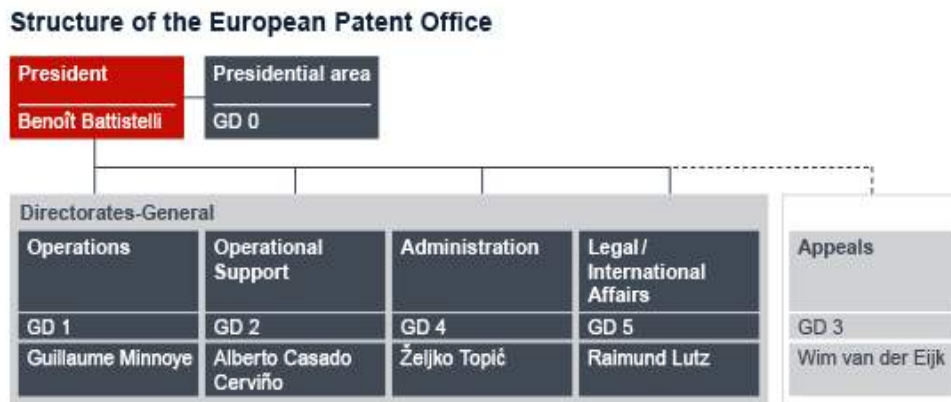 Structure of the European Patent Office
President
Benoît Battistelli
Presidential area
GD 0
Directorates-General
Operations
GD 1
Guillaume Minnoye
Operational
Support
GD 2
Alberto Casado
Cerviño
Administration
GD 4
Željko Topić
Legal/
International
Affairs
GD 5
Raimund Lutz
Appeals
GD 3
Wim van der Eijk